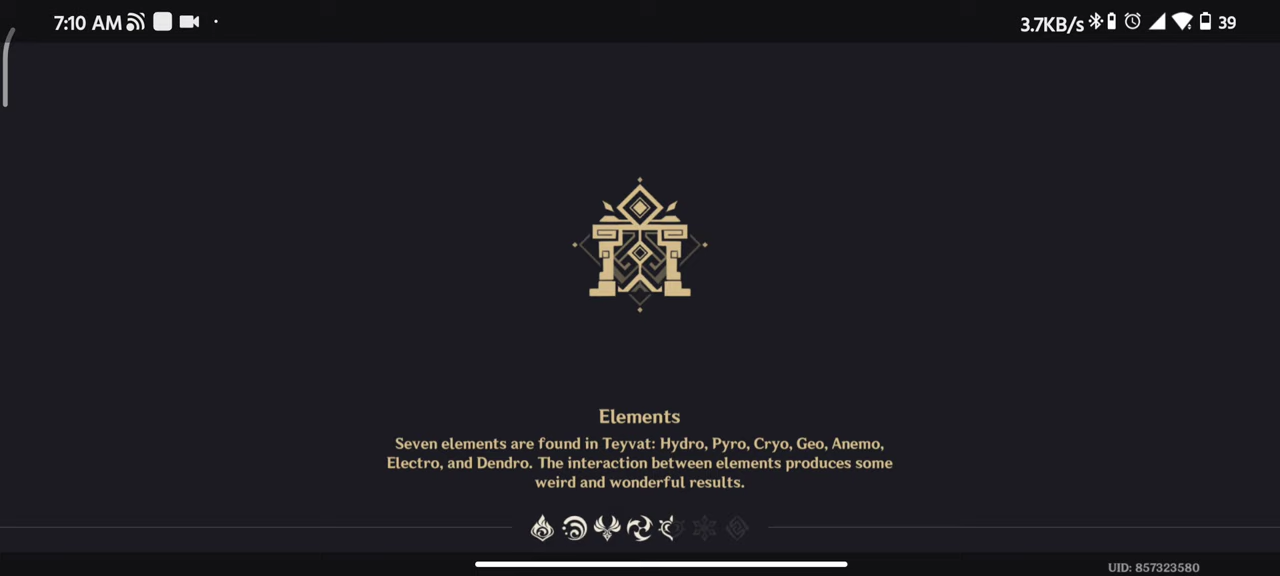 7:10 AM
3.7KB/s 39
Elements
Seven elements are found in Teyvat: Hydro, Pyro, Cryo, Geo, Anemo,
Electro, and Dendro. The interaction between elements produces some
weird and wonderful results.
UID: 857323580